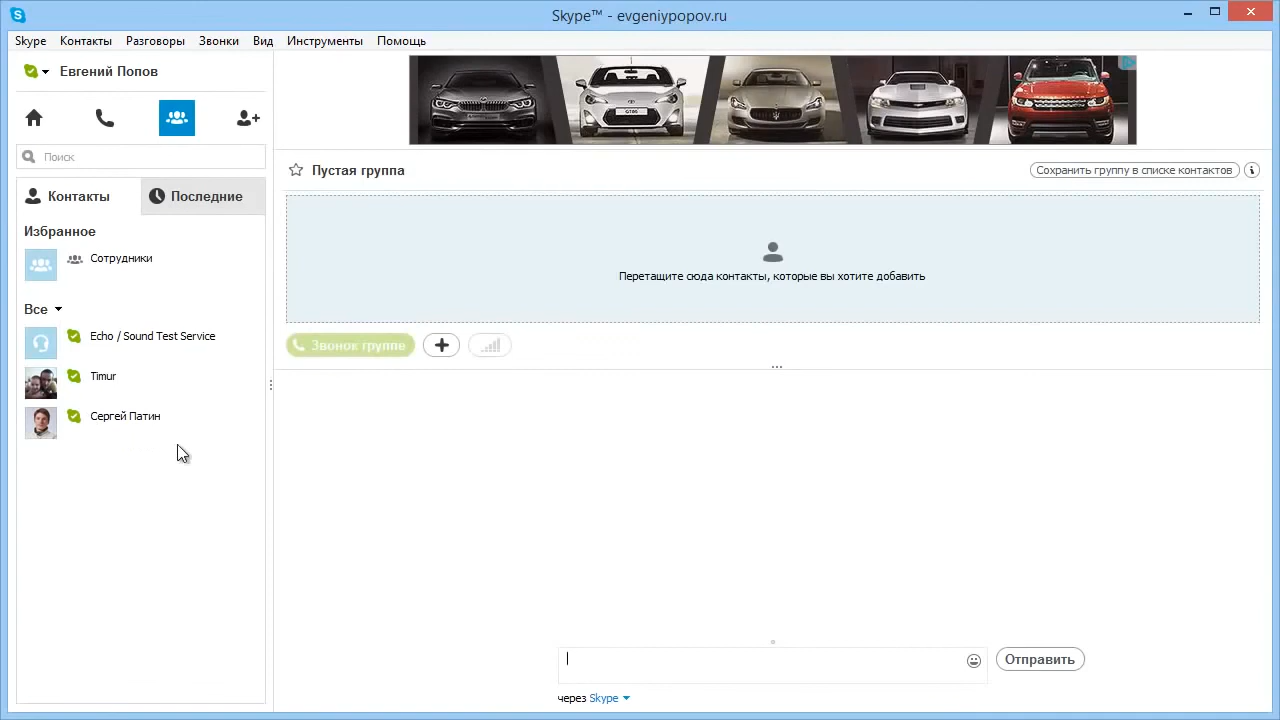 Skype™ - evgeniypopov.ru
Skype Контакты Разговоры Звонки Вид Инструменты Помощь
Евгений Попов
Поиск
Контакты Последние
Избранное
Сотрудники
Все
Echo / Sound Test Service
Timur
Сергей Патин
Пустая группа
Сохранить группу в списке контактов
Перетащите сюда контакты, которые вы хотите добавить
Звонок группе
Отправить
через Skype